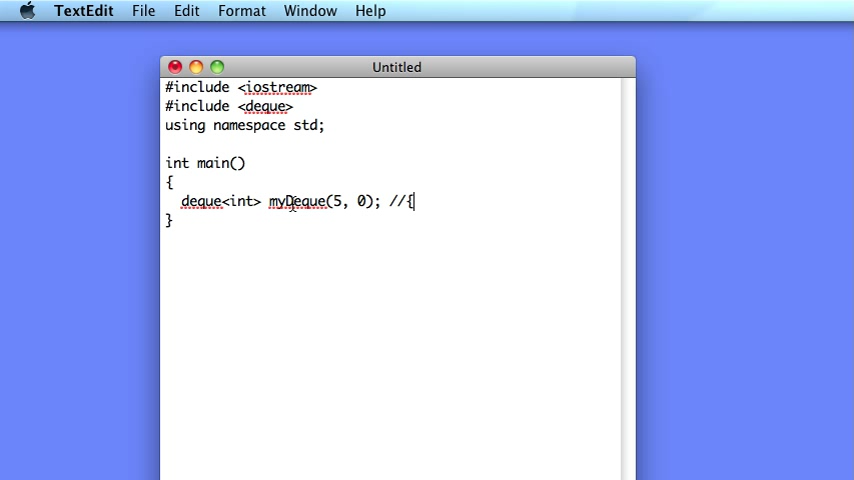 TextEdit File Edit Format Window Help
Untitled
#include <iostream>
#include <deque>
using namespace std;
int main()
{
deque<int> myDeque(5, 0); //{
}